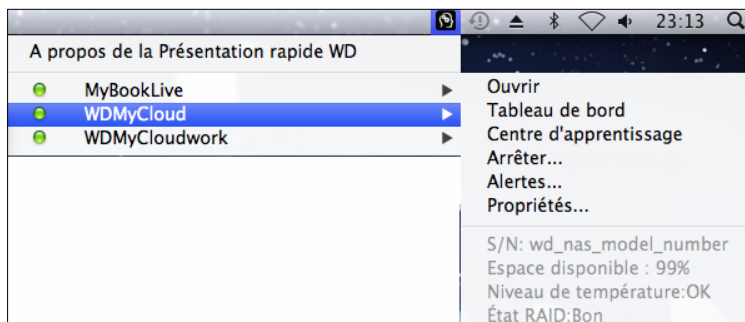 23:13
A propos de la Présentation rapide WD
MyBookLive
WDMyCloud
WDMyCloudwork
Ouvrir
Tableau de bord
Centre d'apprentissage
Arrêter...
Alertes...
Propriétés...
S/N: wd_nas_model_number
Espace disponible : 99%
Niveau de température:OK
État RAID:Bon